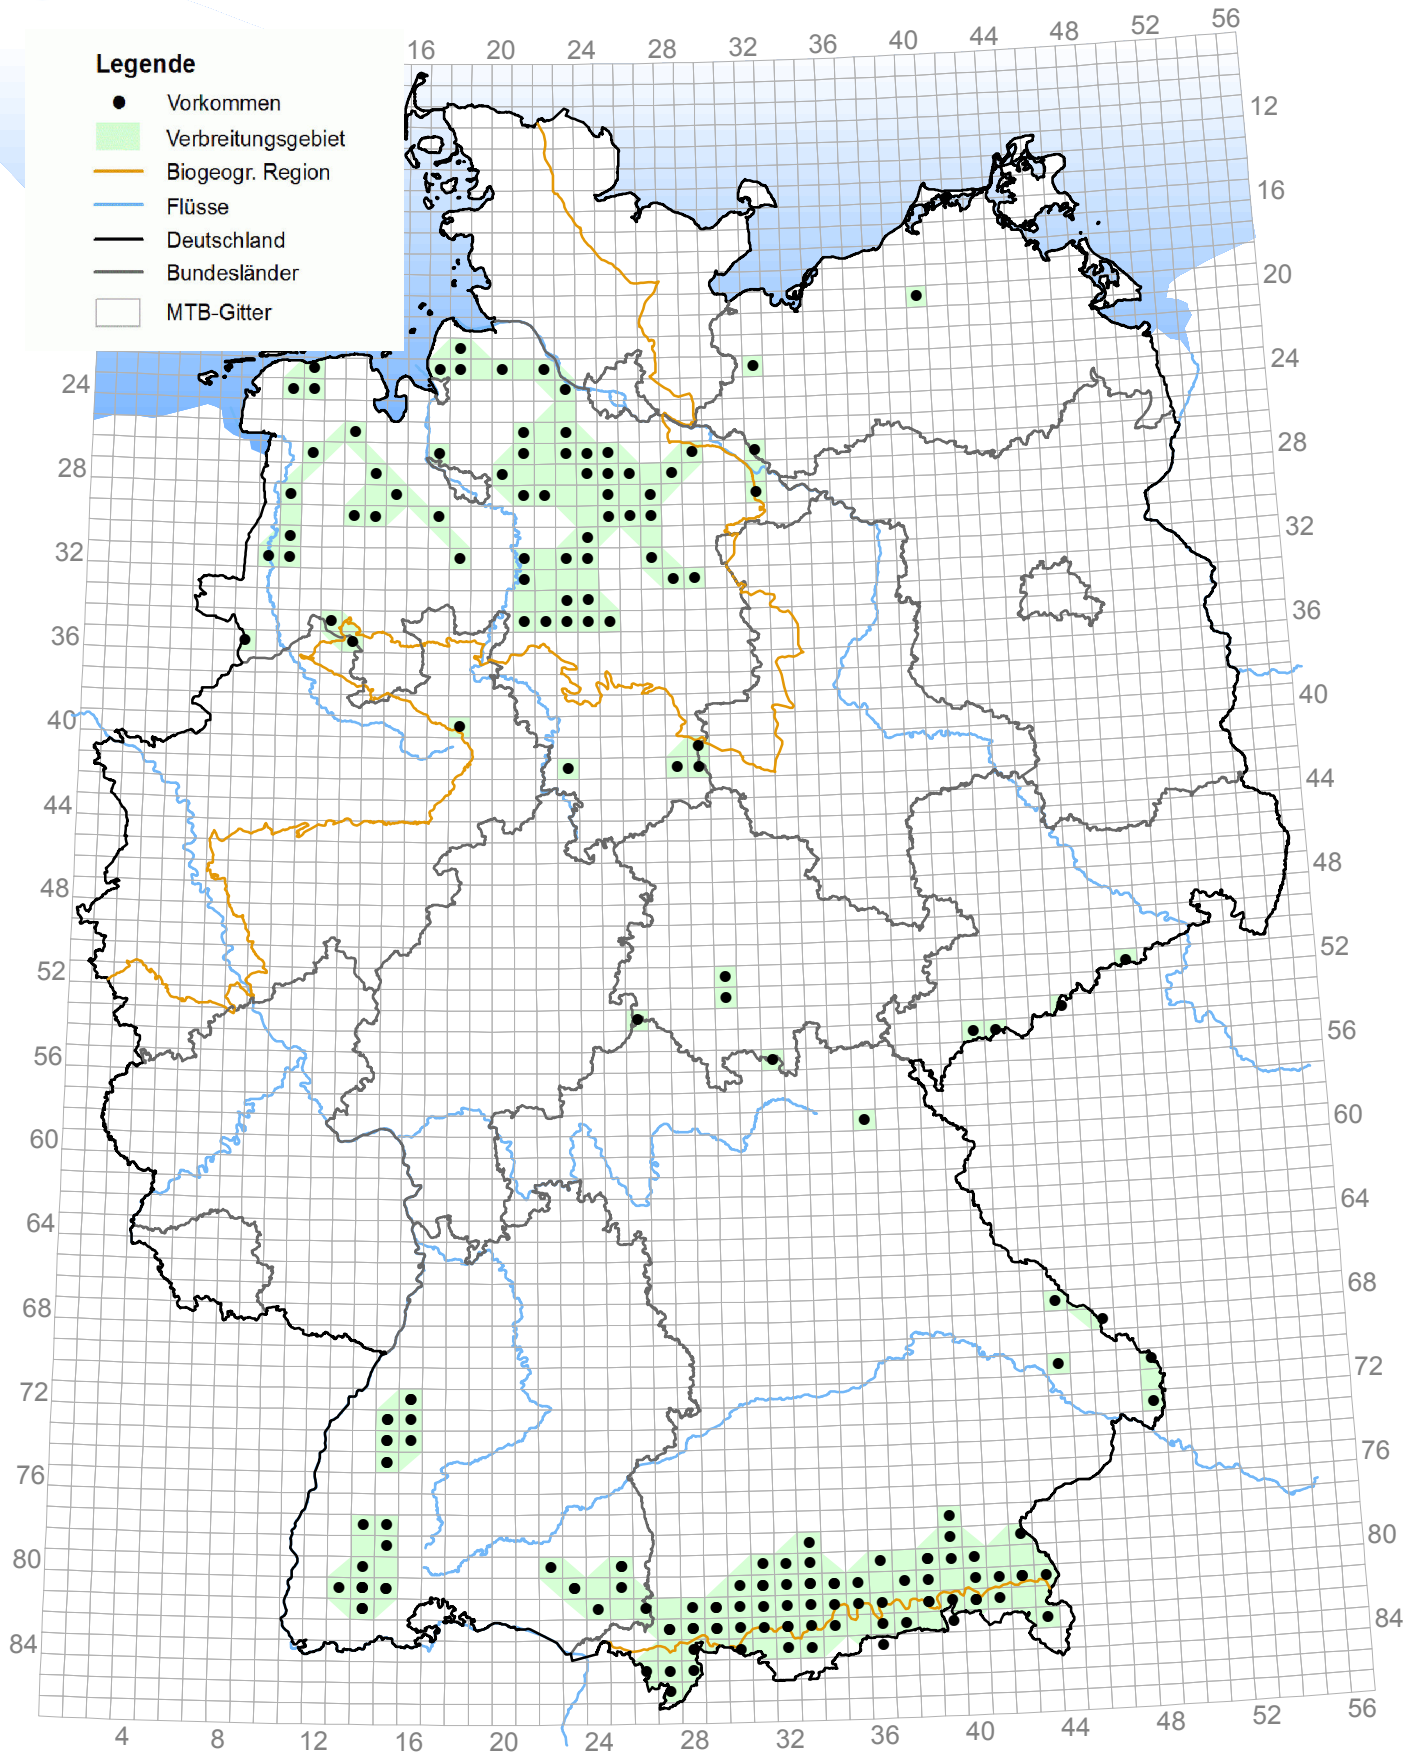 16 20 24 28 32 36 40 44 48 52 56
Legende
Vorkommen
Verbreitungsgebiet
Biogeogr. Region
Flüsse
Deutschland
Bundesländer
MTB-Gitter
12
16
20
24 24
28 28
32 32
36 36
40 40
44 44
48 48
52 52
56 56
60 60
64 64
68 68
72 72
76 76
80 80
84 84
4 8 12 16 20 24 28 32 36 40 44 48 52 56